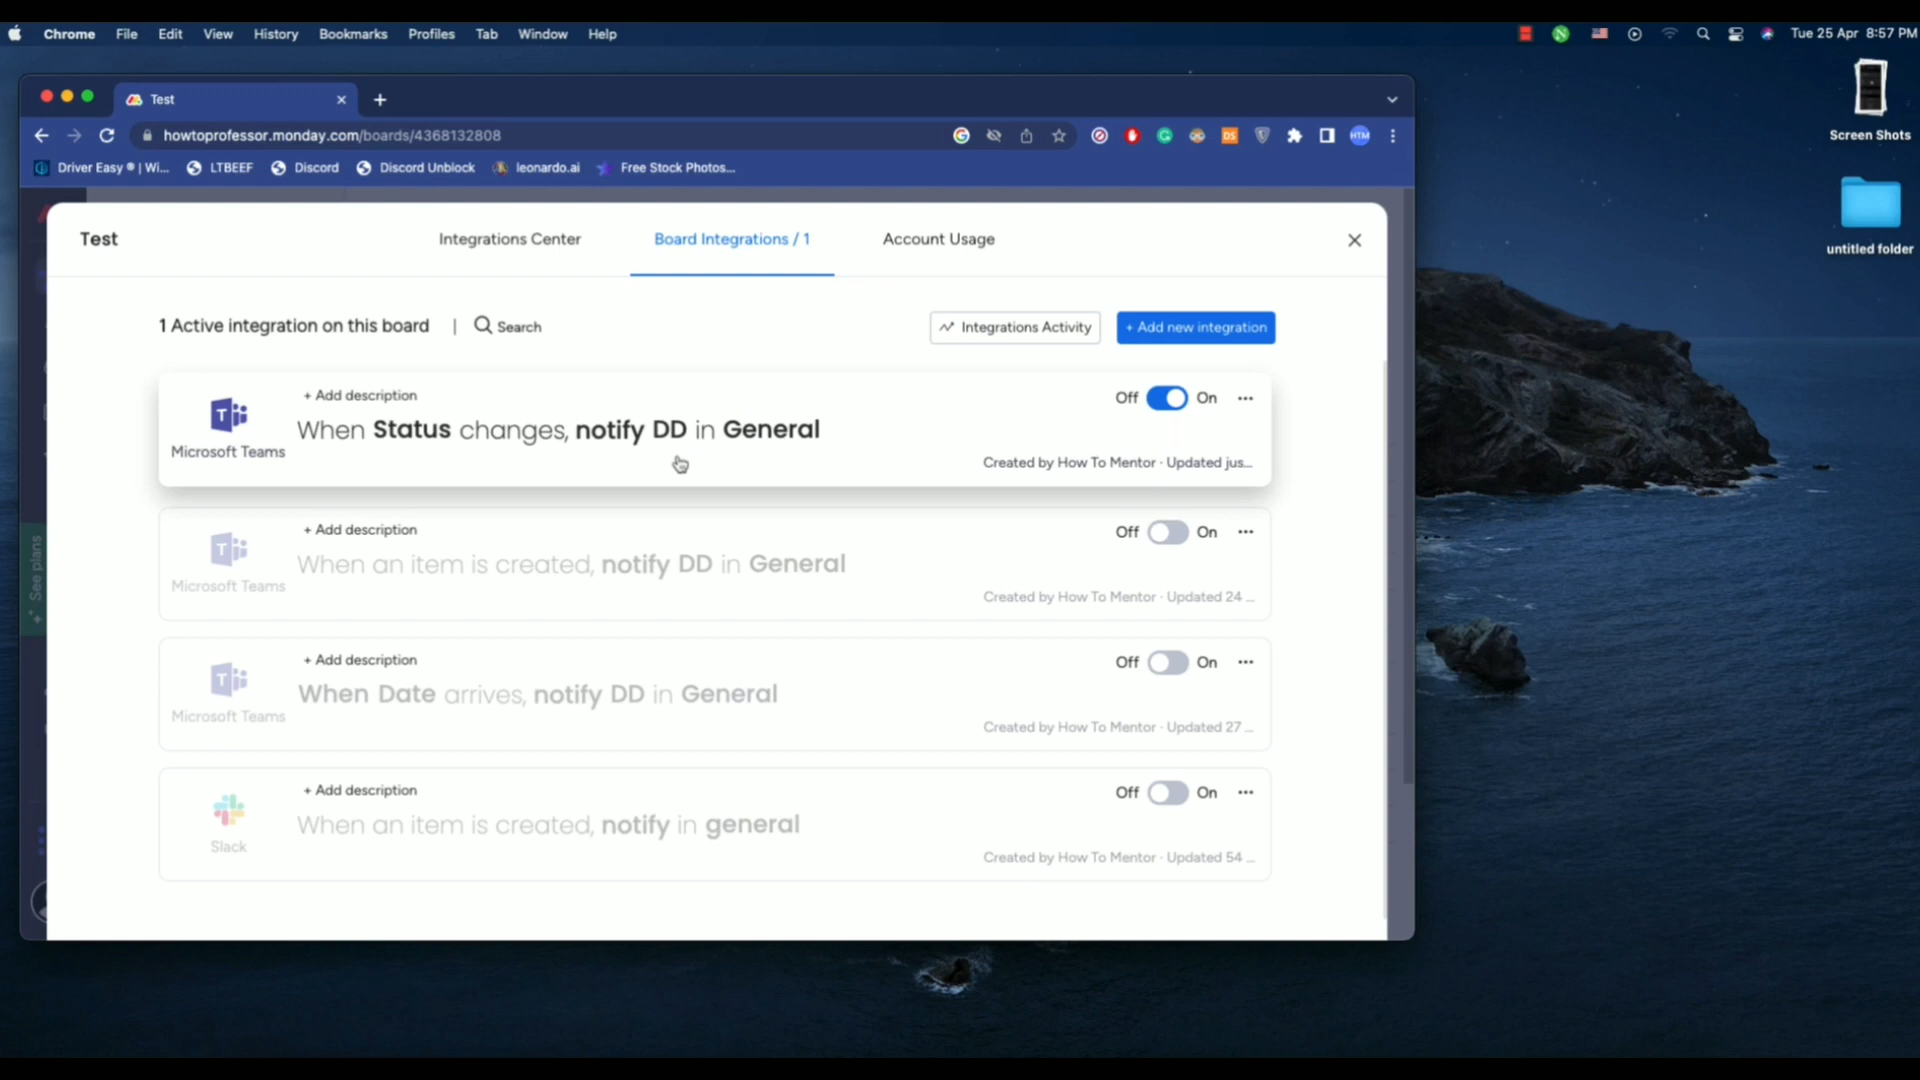 Chrome File Edit View History Bookmarks Profiles Tab Window Help
Tue 25 Apr 8:57 PM
Test
howtoprofessor.monday.com/boards/4368132808
DS
HTM
Driver Easy ® | Wi... LTBEEF Discord Discord Unblock leonardo.ai Free Stock Photos...
Screen Shots
untitled folder
Test
Integrations Center
Board Integrations / 1
Account Usage
1 Active integration on this board | Search
Integrations Activity
+ Add new integration
+ Add description
Off On
T
When Status changes, notify DD in General
Microsoft Teams
Created by How To Mentor · Updated jus...
+ Add description
Off On
T
When an item is created, notify DD in General
Microsoft Teams
Created by How To Mentor · Updated 24 ...
See plans
+ Add description
Off On
T
When Date arrives, notify DD in General
Microsoft Teams
Created by How To Mentor · Updated 27 ...
+ Add description
Off On
When an item is created, notify in general
Slack
Created by How To Mentor · Updated 54 ...